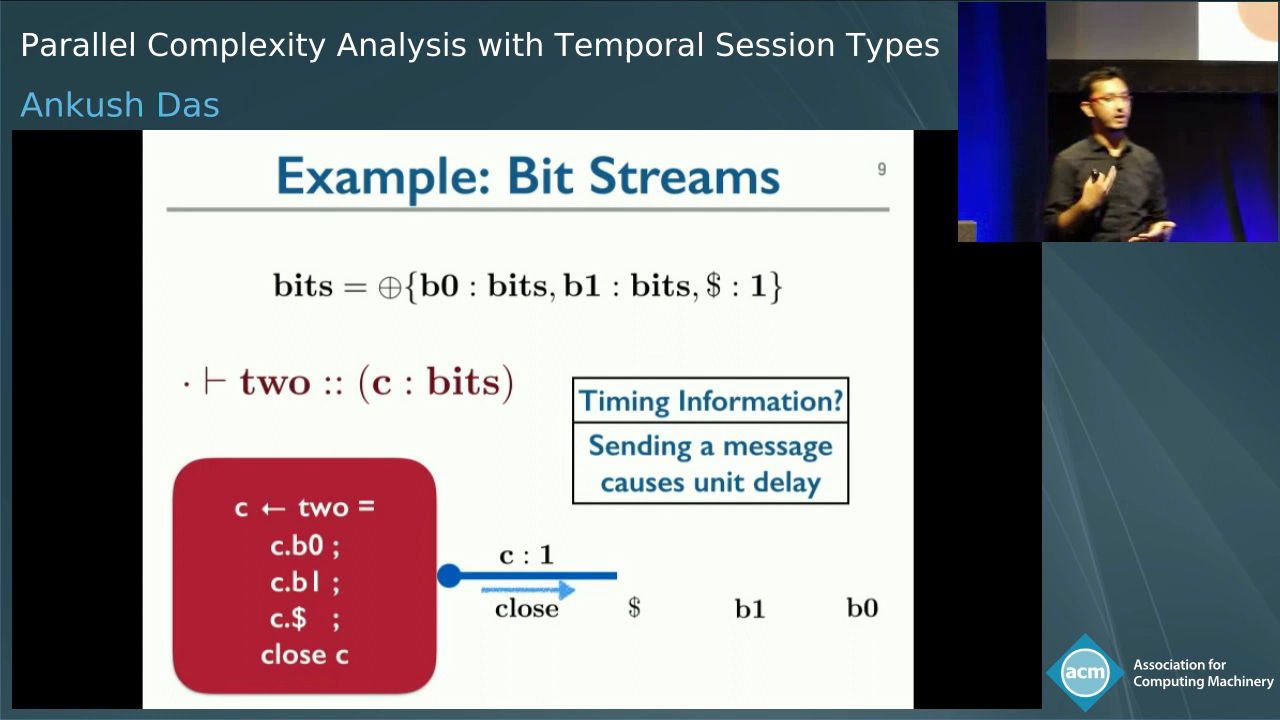 Parallel Complexity Analysis with Temporal Session Types
Ankush Das
Example: Bit Streams
9
bits = ⊕{b0 : bits, b1 : bits, $ : 1}
· ⊢ two :: (c : bits)
Timing Information?
Sending a message
causes unit delay
c ← two =
c.b0 ;
c.b1 ;
c.$ ;
close c
c : 1
close $ b1 b0
acm
Association for
Computing Machinery